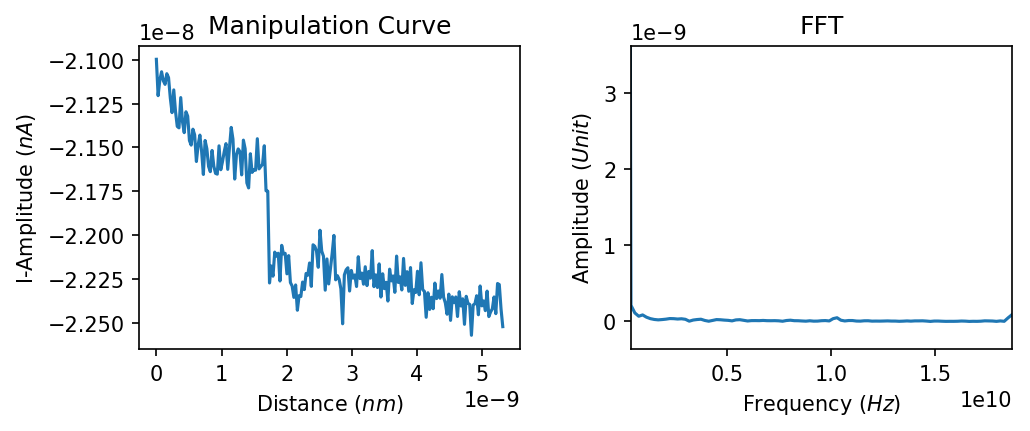 Manipulation Curve
1e−8
−2.100
−2.125
−2.150
−2.175
−2.200
−2.225
−2.250
I-Amplitude (nA)
0 1 2 3 4 5
1e−9
Distance (nm)
FFT
1e−9
3
2
1
0
Amplitude (Unit)
0.5 1.0 1.5
1e10
Frequency (Hz)